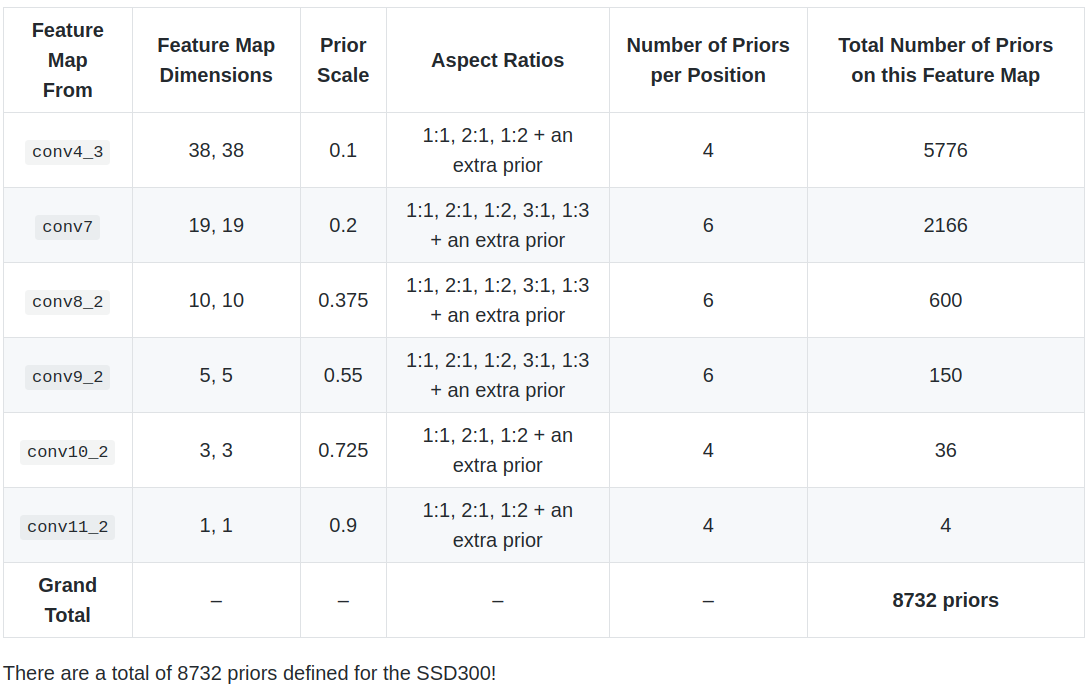 Feature Map From | Feature Map Dimensions | Prior Scale | Aspect Ratios | Number of Priors per Position | Total Number of Priors on this Feature Map
conv4_3 | 38, 38 | 0.1 | 1:1, 2:1, 1:2 + an extra prior | 4 | 5776
conv7 | 19, 19 | 0.2 | 1:1, 2:1, 1:2, 3:1, 1:3 + an extra prior | 6 | 2166
conv8_2 | 10, 10 | 0.375 | 1:1, 2:1, 1:2, 3:1, 1:3 + an extra prior | 6 | 600
conv9_2 | 5, 5 | 0.55 | 1:1, 2:1, 1:2, 3:1, 1:3 + an extra prior | 6 | 150
conv10_2 | 3, 3 | 0.725 | 1:1, 2:1, 1:2 + an extra prior | 4 | 36
conv11_2 | 1, 1 | 0.9 | 1:1, 2:1, 1:2 + an extra prior | 4 | 4
Grand Total | – | – | – | – | 8732 priors
There are a total of 8732 priors defined for the SSD300!